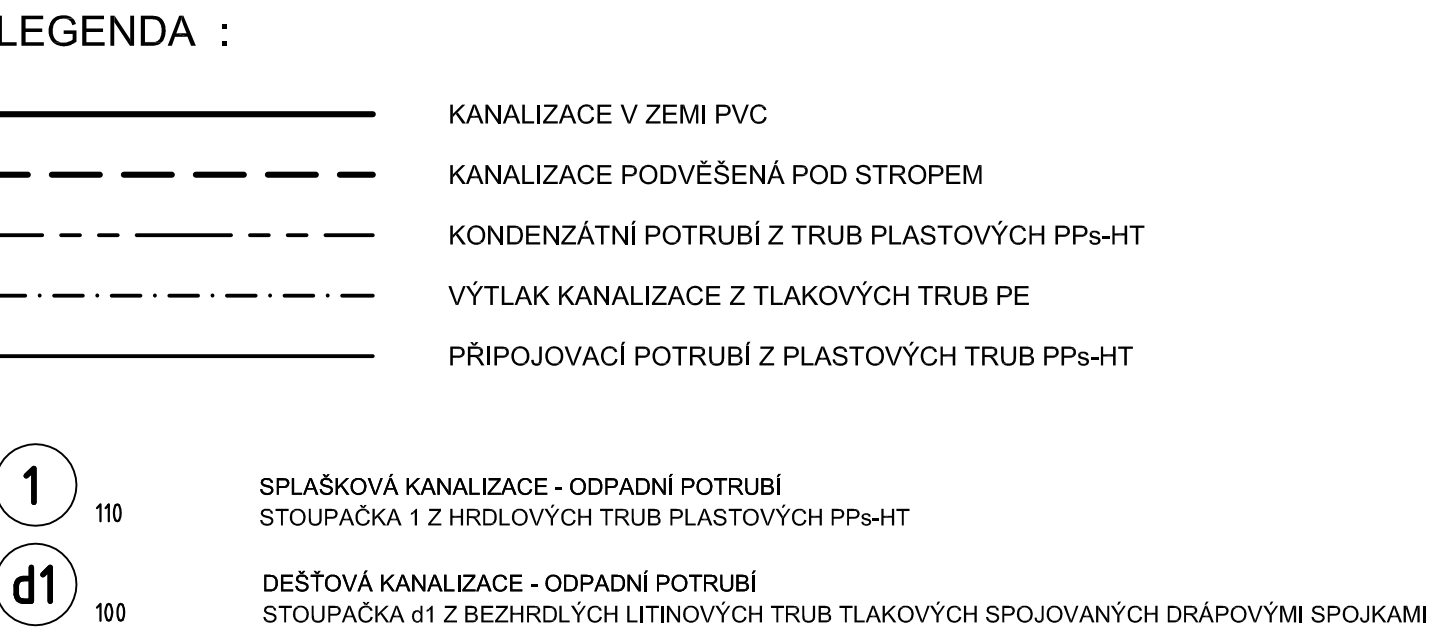 LEGENDA :
KANALIZACE V ZEMI PVC
KANALIZACE PODVĚŠENÁ POD STROPEM
KONDENZÁTNÍ POTRUBÍ Z TRUB PLASTOVÝCH PPs-HT
VÝTLAK KANALIZACE Z TLAKOVÝCH TRUB PE
PŘIPOJOVACÍ POTRUBÍ Z PLASTOVÝCH TRUB PPs-HT
1 110 SPLAŠKOVÁ KANALIZACE - ODPADNÍ POTRUBÍ
STOUPAČKA 1 Z HRDLOVÝCH TRUB PLASTOVÝCH PPs-HT
d1 100 DEŠŤOVÁ KANALIZACE - ODPADNÍ POTRUBÍ
STOUPAČKA d1 Z BEZHRDLÝCH LITINOVÝCH TRUB TLAKOVÝCH SPOJOVANÝCH DRÁPOVÝMI SPOJKAMI